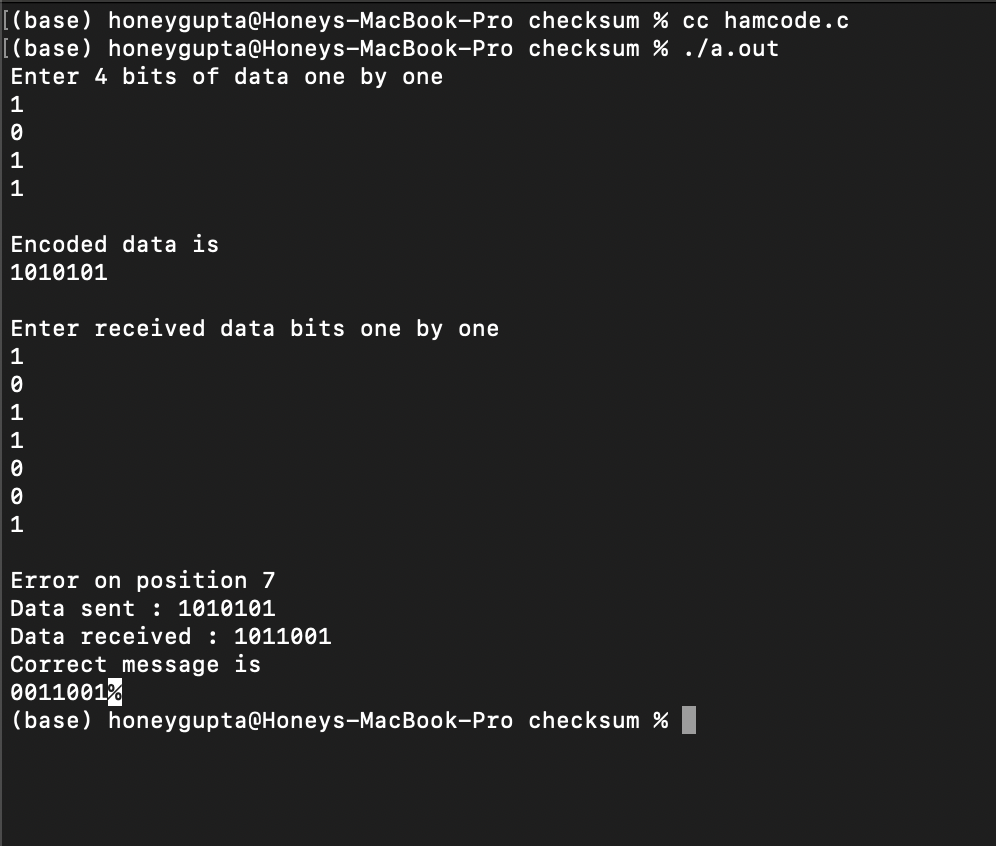 [(base) honeygupta@Honeys-MacBook-Pro checksum % cc hamcode.c
[(base) honeygupta@Honeys-MacBook-Pro checksum % ./a.out
Enter 4 bits of data one by one
1
0
1
1
Encoded data is
1010101
Enter received data bits one by one
1
0
1
1
0
0
1
Error on position 7
Data sent : 1010101
Data received : 1011001
Correct message is
0011001%
(base) honeygupta@Honeys-MacBook-Pro checksum %